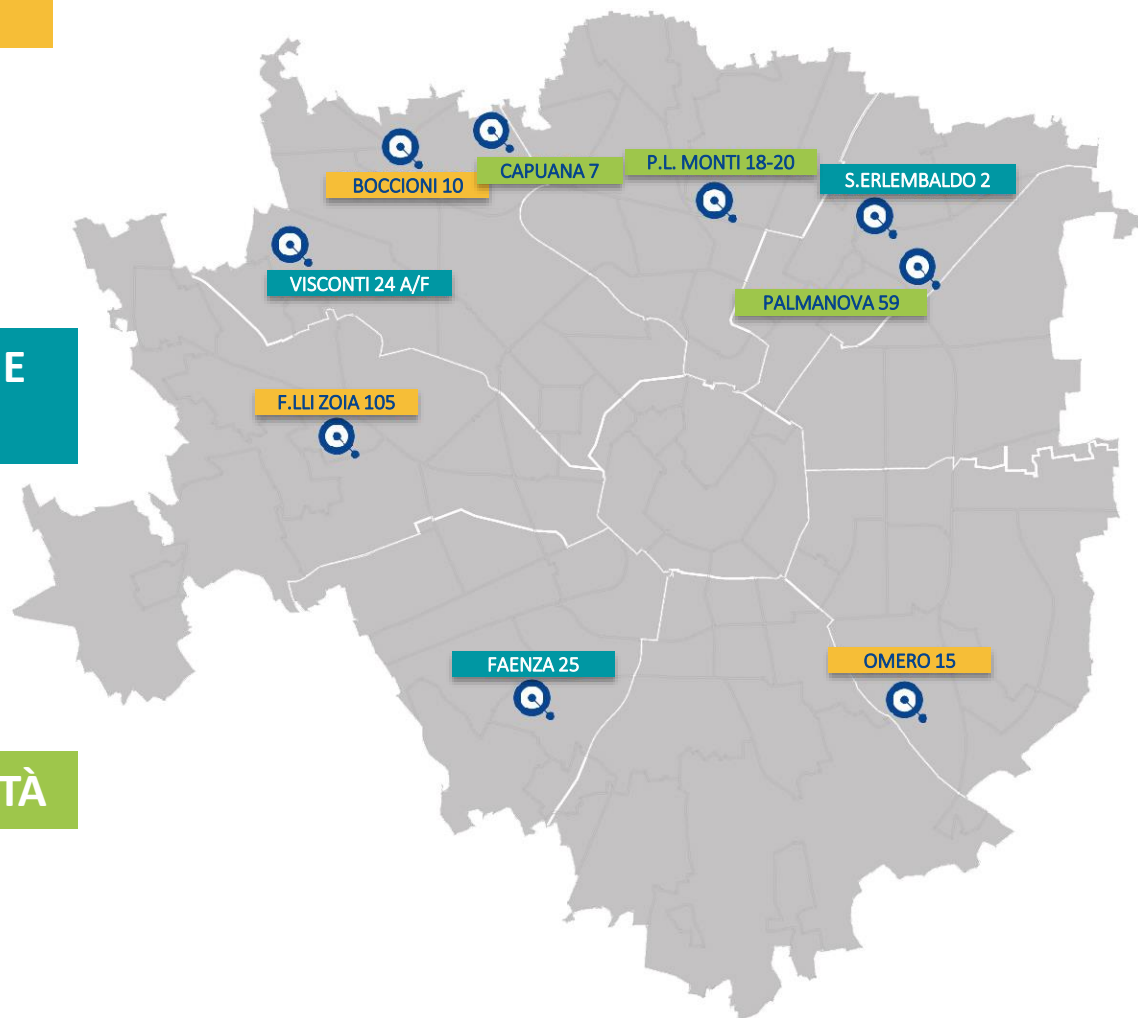 P.L. MONTI 18-20
CAPUANA 7
S.ERLEMBALDO 2
BOCCIONI 10
VISCONTI 24 A/F
PALMANOVA 59
E
F.LLI ZOIA 105
FAENZA 25
OMERO 15
TÀ